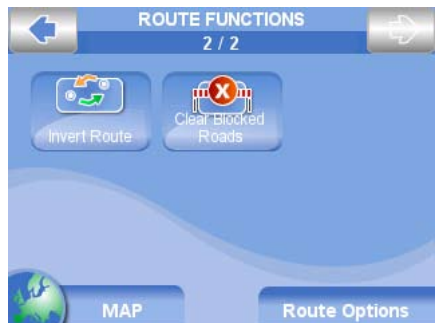 ROUTE FUNCTIONS
2 / 2
Invert Route
Clear Blocked
Roads
MAP
Route Options